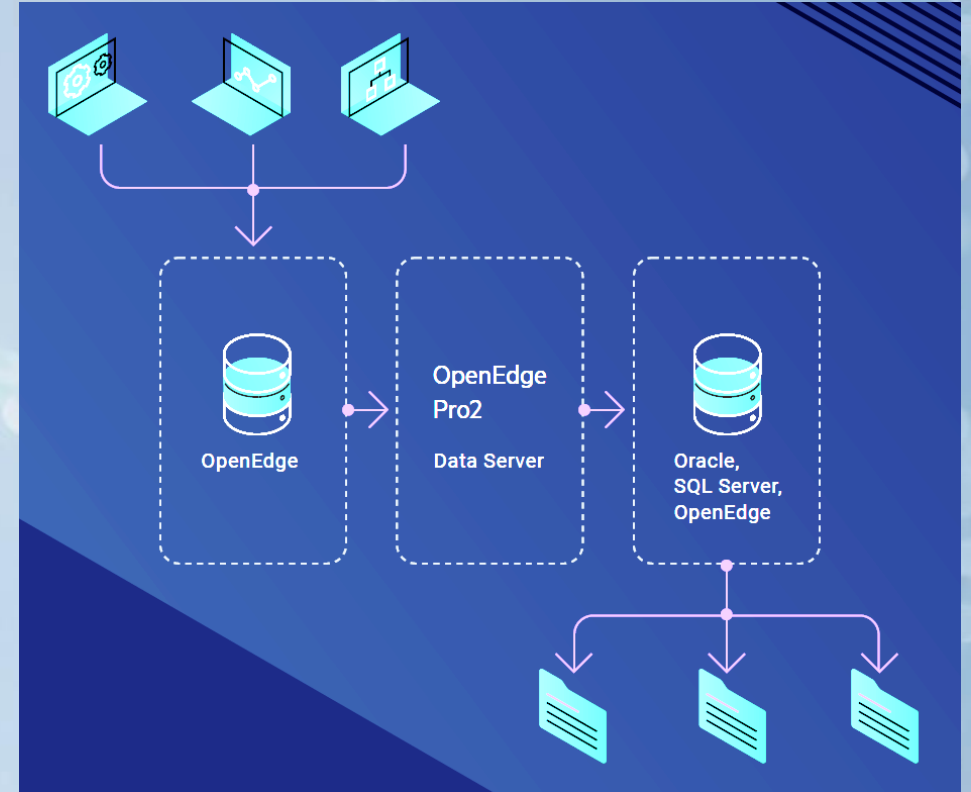 OpenEdge
OpenEdge
Pro2
Data Server
Oracle,
SQL Server,
OpenEdge